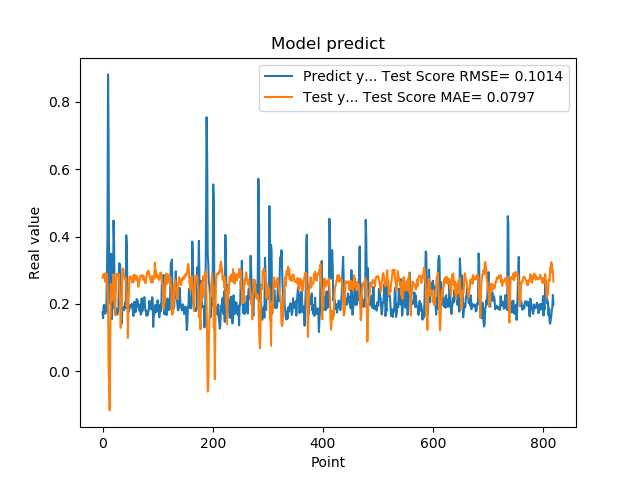 Model predict
Predict y... Test Score RMSE= 0.1014
Test y... Test Score MAE= 0.0797
Real value
0.8
0.6
0.4
0.2
0.0
0 200 400 600 800
Point